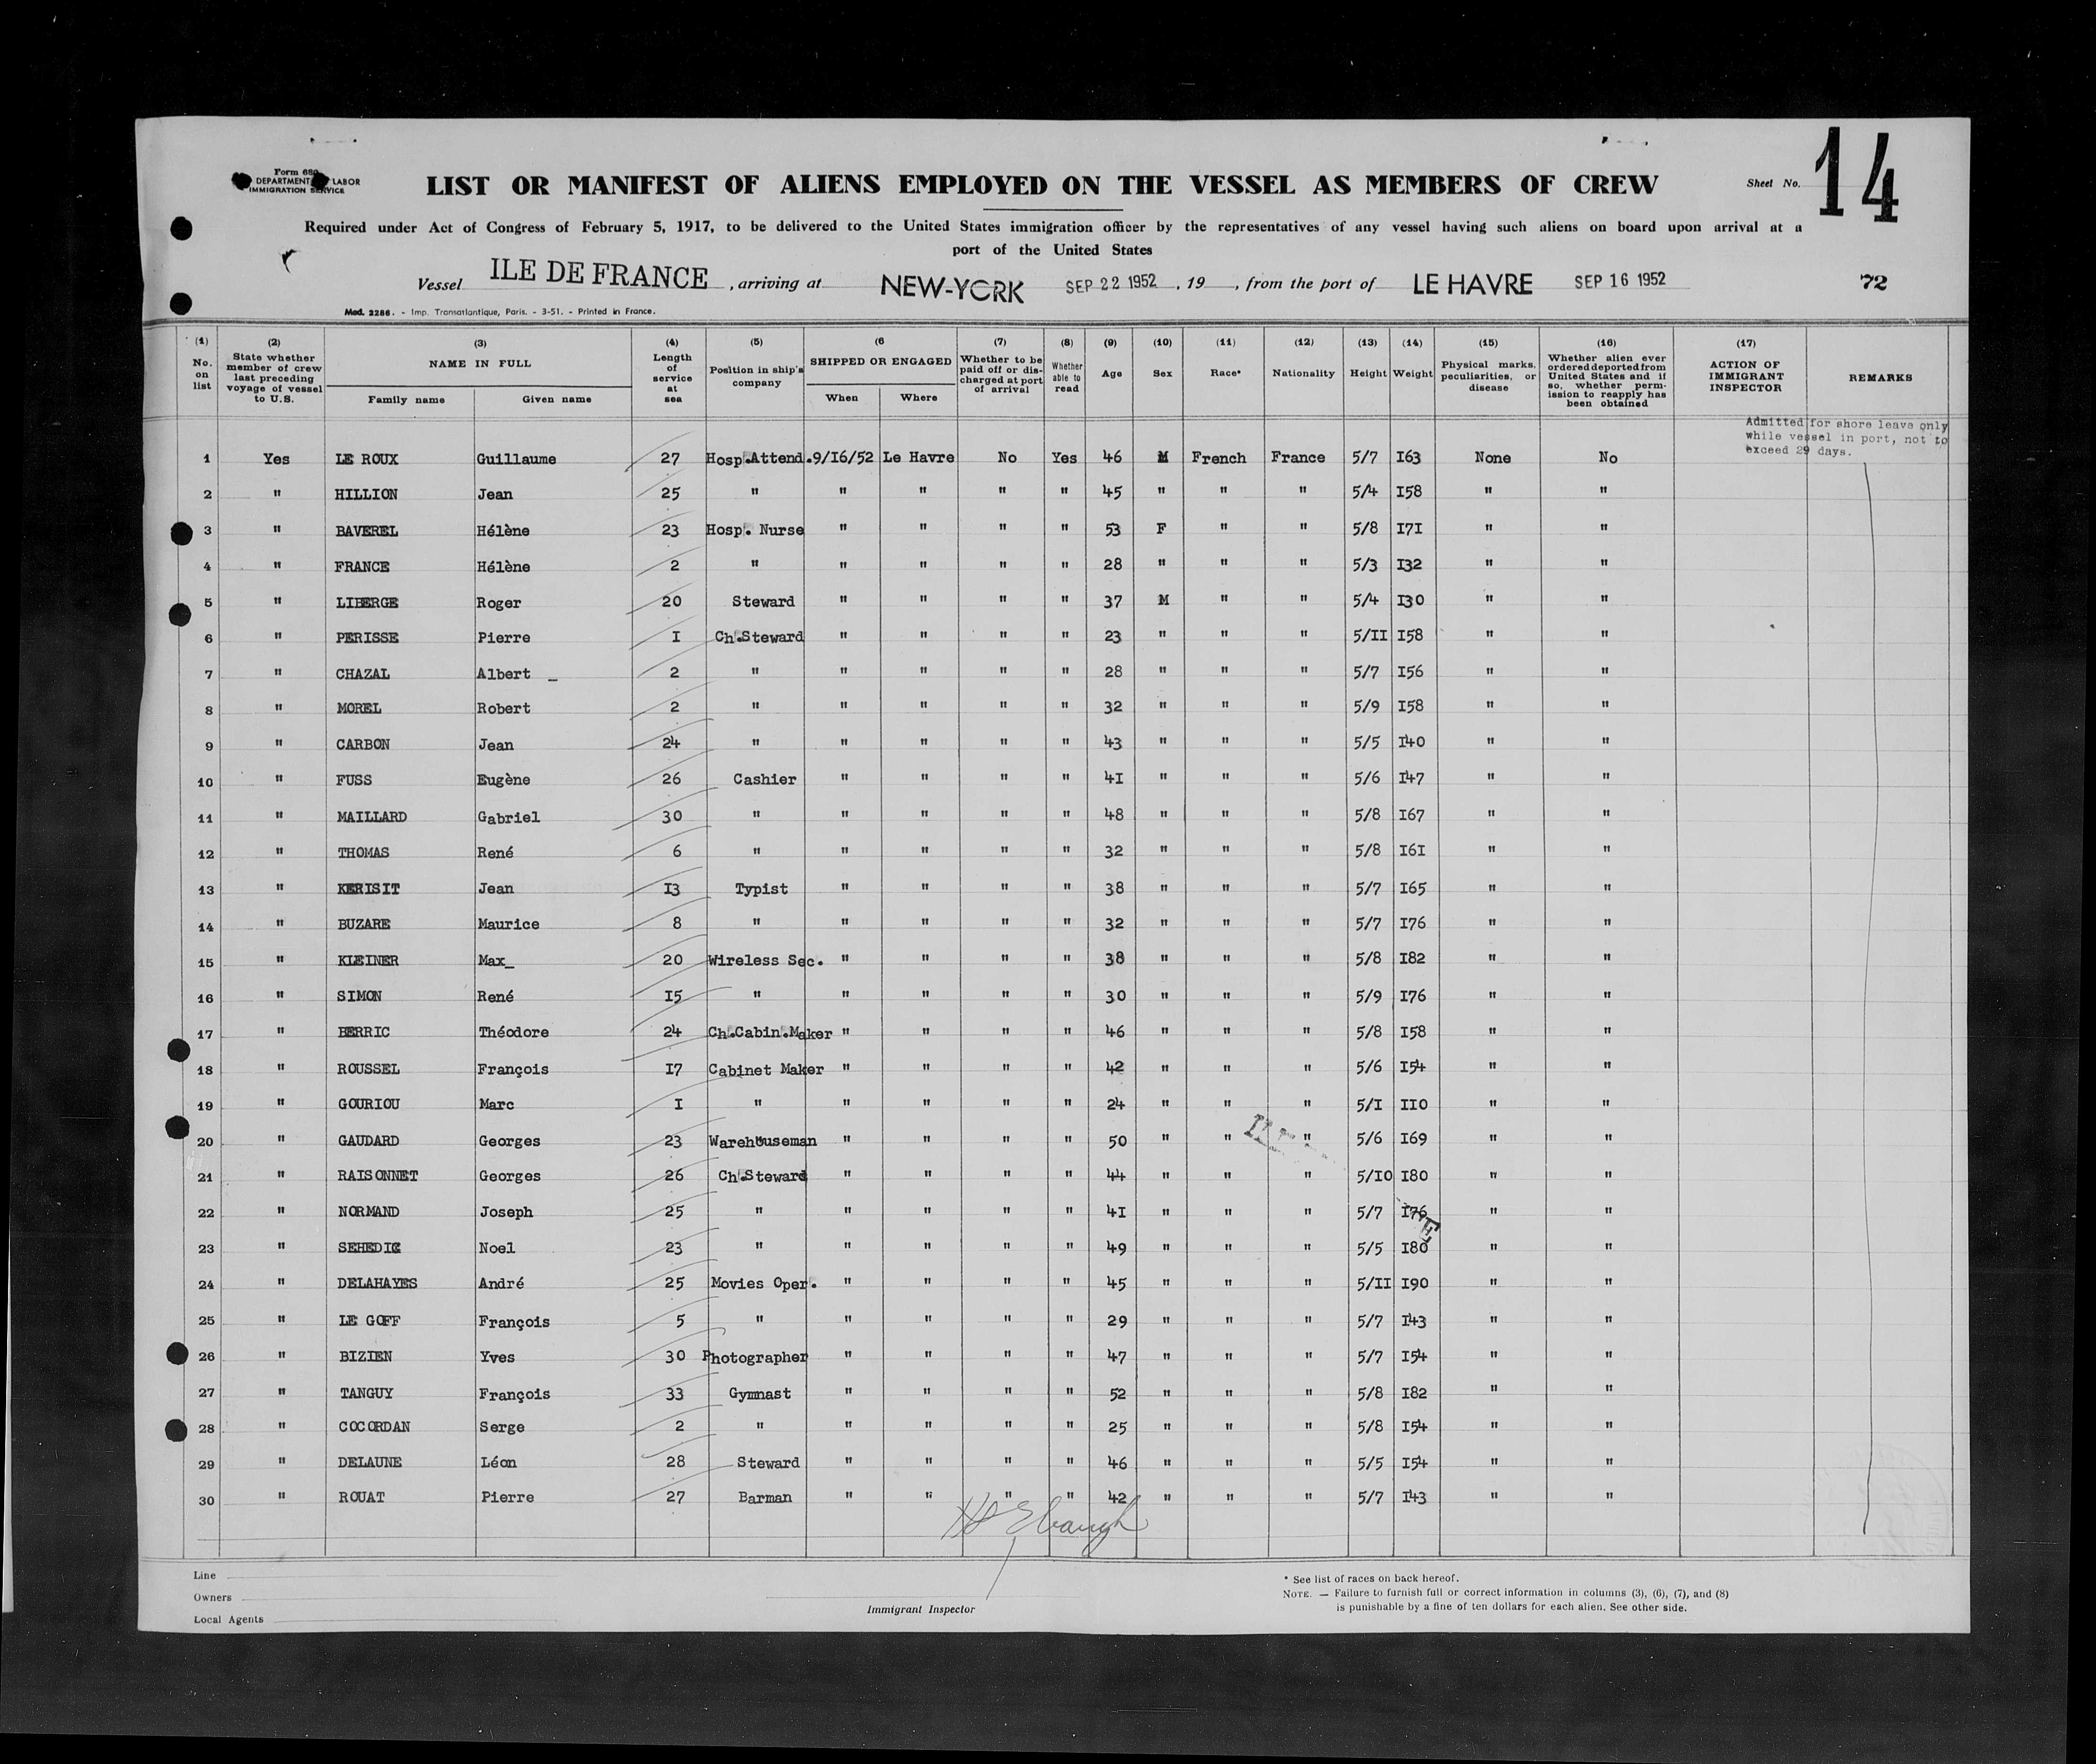 Form 680
DEPARTMENT LABOR
IMMIGRATION SERVICE
LIST OR MANIFEST OF ALIENS EMPLOYED ON THE VESSEL AS MEMBERS OF CREW
Sheet No. 14
Required under Act of Congress of February 5, 1917, to be delivered to the United States immigration officer by the representatives of any vessel having such aliens on board upon arrival at a
port of the United States
Vessel ILE DE FRANCE , arriving at NEW-YORK SEP 22 1952 , 19 , from the port of LE HAVRE SEP 16 1952 72
Mod. 2286. - Imp. Transatlantique, Paris. - 3-51. - Printed in France.
(1) No. on list (2) State whether member of crew last preceding voyage of vessel to U.S. (3) NAME IN FULL Family name Given name (4) Length of service at sea (5) Position in ship's company (6 SHIPPED OR ENGAGED When Where (7) Whether to be paid off or discharged at port of arrival (8) Whether able to read (9) Age (10) Sex (11) Race* (12) Nationality (13) Height (14) Weight (15) Physical marks, peculiarities, or disease (16) Whether alien ever ordered deported from United States and if so, whether permission to reapply has been obtained (17) ACTION OF IMMIGRANT INSPECTOR REMARKS
Admitted for shore leave only
while vessel in port, not to
exceed 29 days.
1 Yes LE ROUX Guillaume 27 Hosp.Attend.9/I6/52 Le Havre No Yes 46 M French France 5/7 I63 None No
2 " HILLION Jean 25 " " " " " 45 " " " 5/4 I58 " "
3 " BAVEREL Hélène 23 Hosp. Nurse " " " " 53 F " " 5/8 I7I " "
4 " FRANCE Hélène 2 " " " " " 28 " " " 5/3 I32 " "
5 " LIBERGE Roger 20 Steward " " " " 37 M " " 5/4 I30 " "
6 " PERISSE Pierre I Ch.Steward " " " " 23 " " " 5/II I58 " "
7 " CHAZAL Albert _ 2 " " " " " 28 " " " 5/7 I56 " "
8 " MOREL Robert 2 " " " " " 32 " " " 5/9 I58 " "
9 " CARBON Jean 24 " " " " " 43 " " " 5/5 I40 " "
10 " FUSS Eugène 26 Cashier " " " " 4I " " " 5/6 I47 " "
11 " MAILLARD Gabriel 30 " " " " " 48 " " " 5/8 I67 " "
12 " THOMAS René 6 " " " " " 32 " " " 5/8 I6I " "
13 " KERISIT Jean I3 Typist " " " " 38 " " " 5/7 I65 " "
14 " BUZARE Maurice 8 " " " " " 32 " " " 5/7 I76 " "
15 " KLEINER Max_ 20 Wireless Sec. " " " " 38 " " " 5/8 I82 " "
16 " SIMON René I5 " " " " " 30 " " " 5/9 I76 " "
17 " BERRIC Théodore 24 Ch.Cabin.Maker " " " " 46 " " " 5/8 I58 " "
18 " ROUSSEL François I7 Cabinet Maker " " " " 42 " " " 5/6 I54 " "
19 " GOURIOU Marc I " " " " " 24 " " " 5/I II0 " "
20 " GAUDARD Georges 23 Warehouseman " " " " 50 " " " 5/6 I69 " "
21 " RAISONNET Georges 26 Ch.Steward " " " " 44 " " " 5/I0 I80 " "
22 " NORMAND Joseph 25 " " " " " 4I " " " 5/7 I76 " "
23 " SEHEDIC Noel 23 " " " " " 49 " " " 5/5 I80 " "
24 " DELAHAYES André 25 Movies Oper. " " " " 45 " " " 5/II I90 " "
25 " LE GOFF François 5 " " " " " 29 " " " 5/7 I43 " "
26 " BIZIEN Yves 30 Photographer " " " " 47 " " " 5/7 I54 " "
27 " TANGUY François 33 Gymnast " " " " 52 " " " 5/8 I82 " "
28 " COCORDAN Serge 2 " " " " " 25 " " " 5/8 I54 " "
29 " DELAUNE Léon 28 Steward " " " " 46 " " " 5/5 I54 " "
30 " ROUAT Pierre 27 Barman " " " " 42 " " " 5/7 I43 " "
Line
Owners
Local Agents
Immigrant Inspector
* See list of races on back hereof.
NOTE. — Failure to furnish full or correct information in columns (3), (6), (7), and (8)
is punishable by a fine of ten dollars for each alien. See other side.